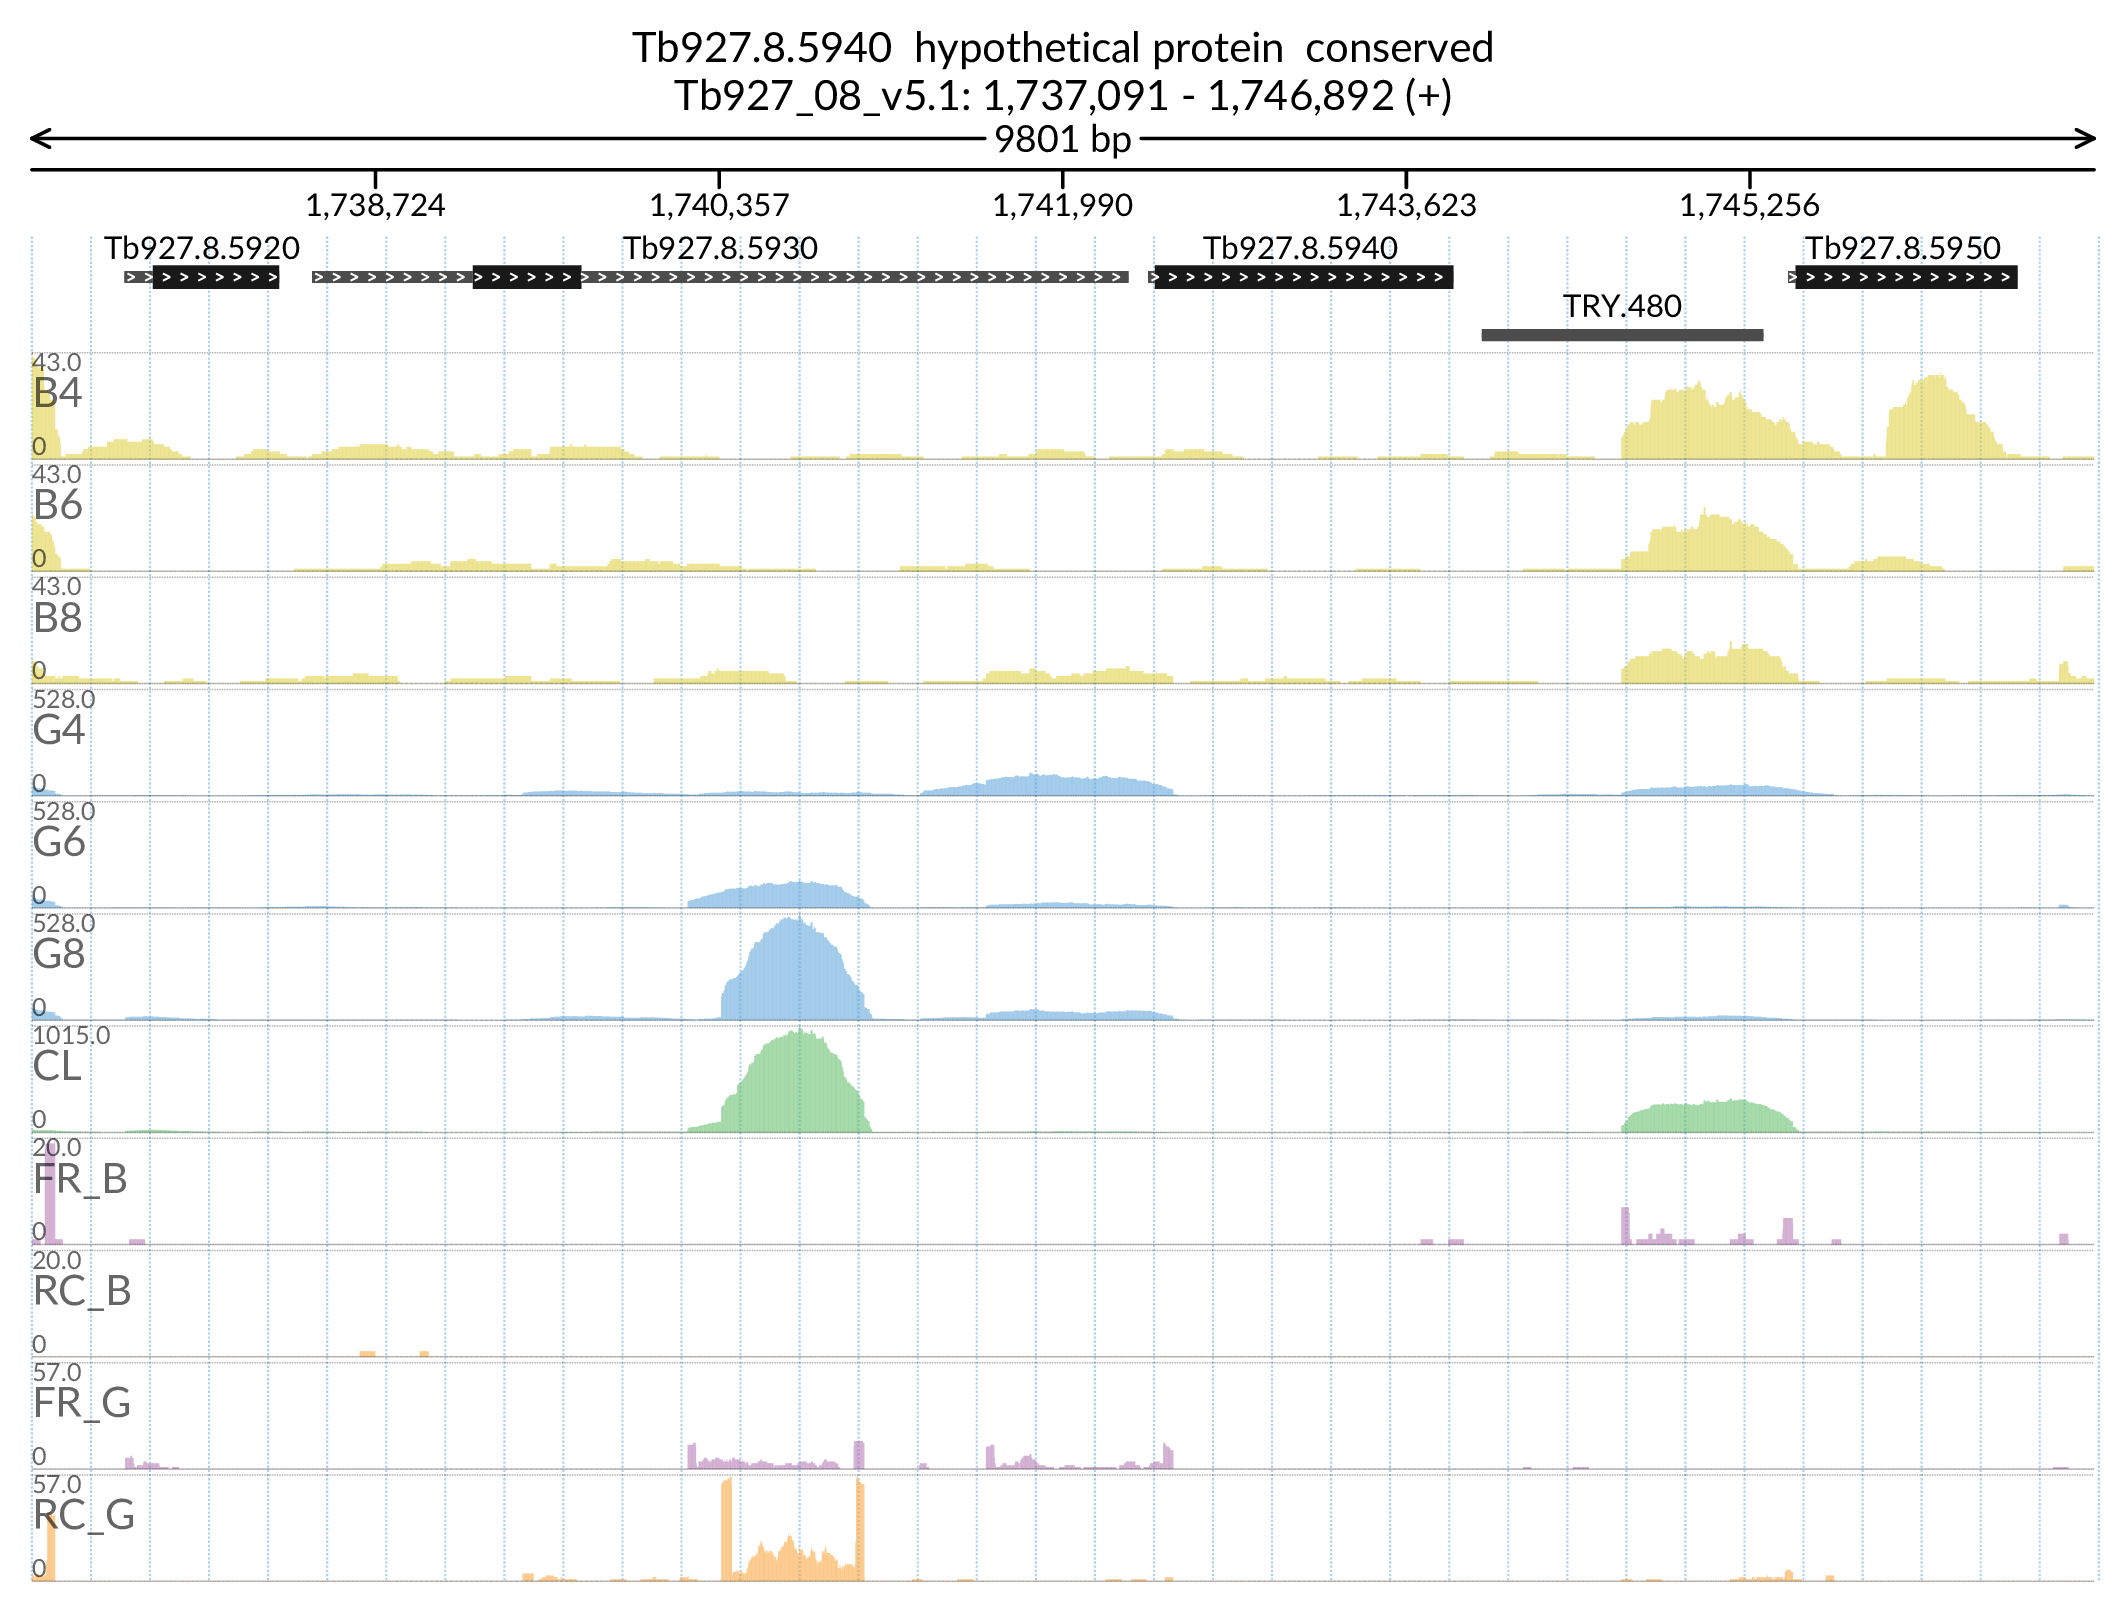 Tb927.8.5940  hypothetical protein  conserved
Tb927_08_v5.1: 1,737,091 - 1,746,892 (+)
9801 bp
1,738,724 1,740,357 1,741,990 1,743,623 1,745,256
Tb927.8.5920 Tb927.8.5930 Tb927.8.5940 Tb927.8.5950
TRY.480
43.0
B4
0
43.0
B6
0
43.0
B8
0
528.0
G4
0
528.0
G6
0
528.0
G8
0
1015.0
CL
0
20.0
FR_B
0
20.0
RC_B
0
57.0
FR_G
0
57.0
RC_G
0